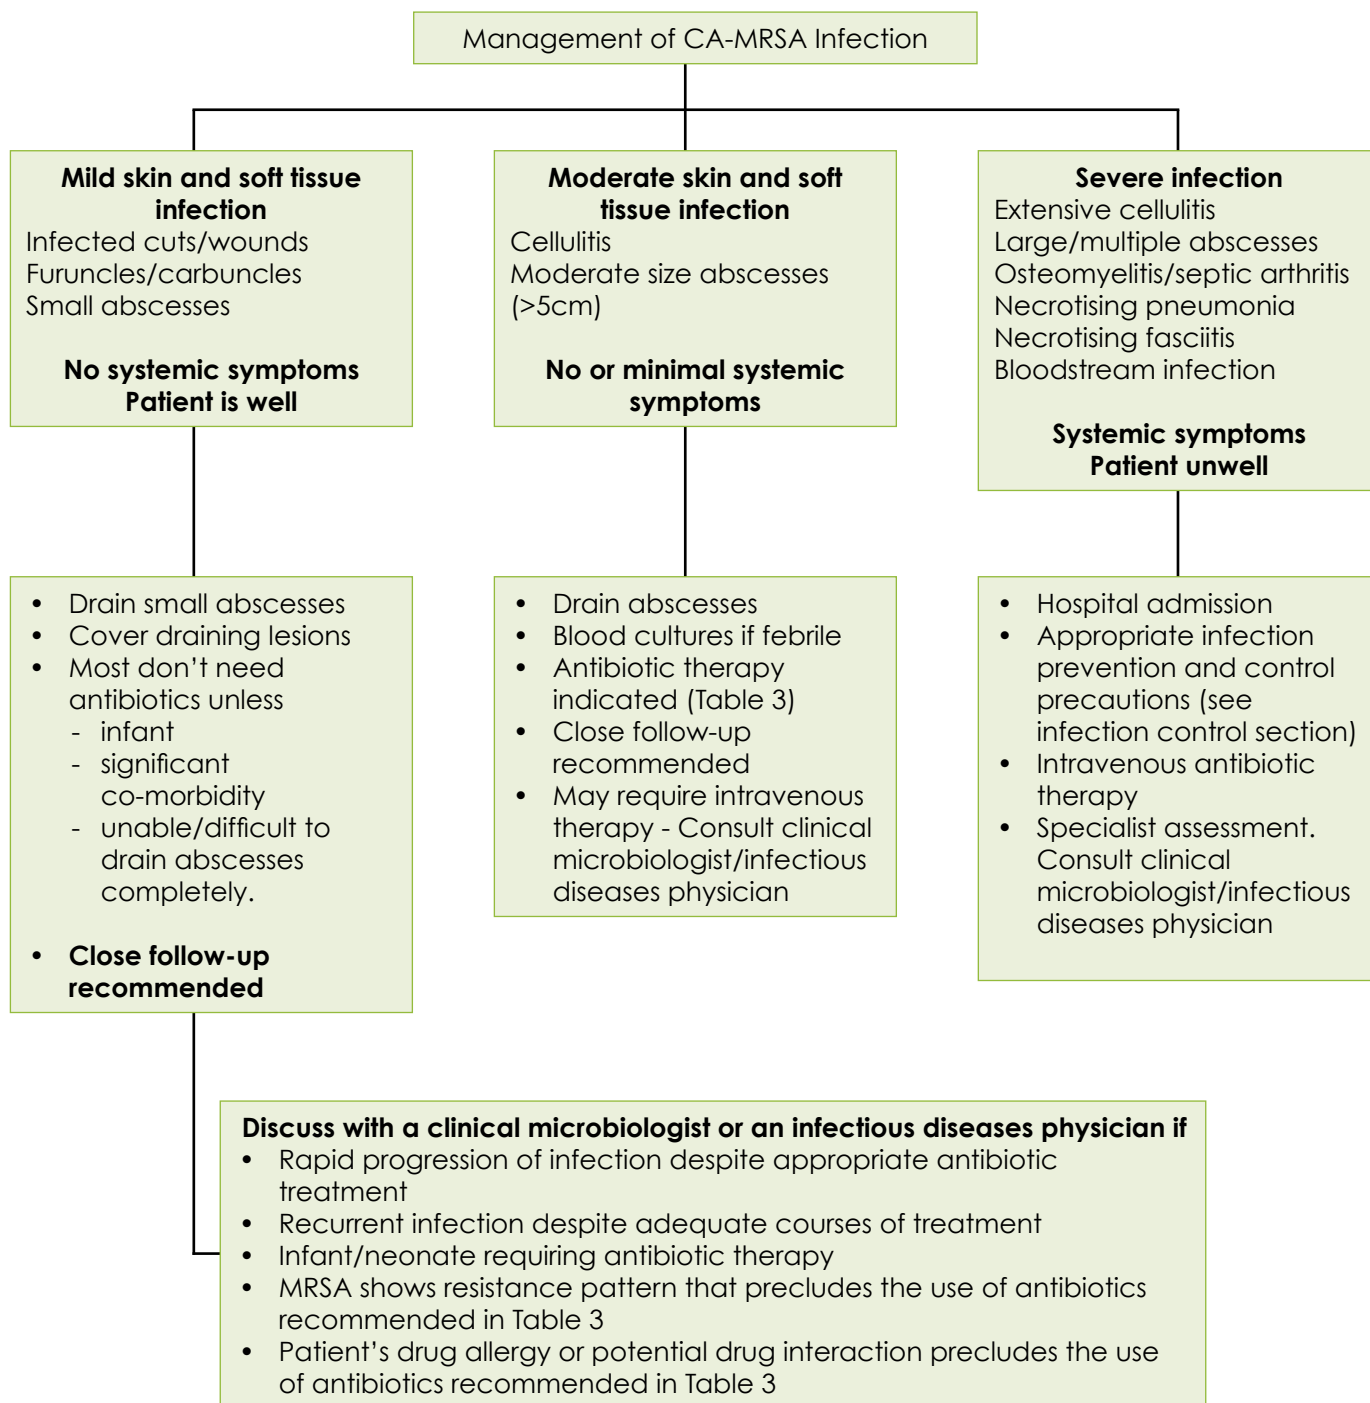 Management of CA-MRSA Infection
Mild skin and soft tissue
infection
Infected cuts/wounds
Furuncles/carbuncles
Small abscesses
No systemic symptoms
Patient is well
Moderate skin and soft
tissue infection
Cellulitis
Moderate size abscesses
(>5cm)
No or minimal systemic
symptoms
Severe infection
Extensive cellulitis
Large/multiple abscesses
Osteomyelitis/septic arthritis
Necrotising pneumonia
Necrotising fasciitis
Bloodstream infection
Systemic symptoms
Patient unwell
• Drain small abscesses
• Cover draining lesions
• Most don’t need
antibiotics unless
- infant
- significant
co-morbidity
- unable/difficult to
drain abscesses
completely.
• Close follow-up
recommended
• Drain abscesses
• Blood cultures if febrile
• Antibiotic therapy
indicated (Table 3)
• Close follow-up
recommended
• May require intravenous
therapy - Consult clinical
microbiologist/infectious
diseases physician
• Hospital admission
• Appropriate infection
prevention and control
precautions (see
infection control section)
• Intravenous antibiotic
therapy
• Specialist assessment.
Consult clinical
microbiologist/infectious
diseases physician
Discuss with a clinical microbiologist or an infectious diseases physician if
• Rapid progression of infection despite appropriate antibiotic
treatment
• Recurrent infection despite adequate courses of treatment
• Infant/neonate requiring antibiotic therapy
• MRSA shows resistance pattern that precludes the use of antibiotics
recommended in Table 3
• Patient’s drug allergy or potential drug interaction precludes the use
of antibiotics recommended in Table 3